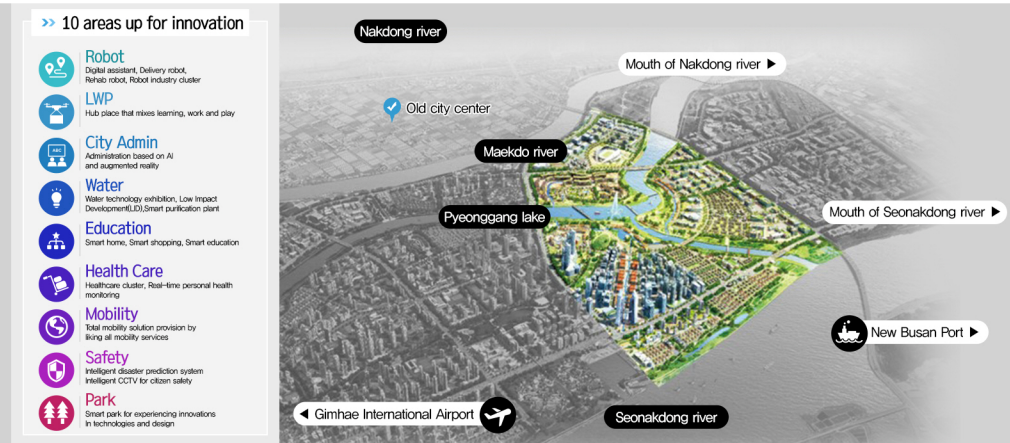 >> 10 areas up for innovation
Robot
Digital assistant, Delivery robot,
Rehab robot, Robot industry cluster
LWP
Hub place that mixes learning, work and play
ABC
City Admin
Administration based on AI
and augmented reality
Water
Water technology exhibition, Low Impact
Development(LID),Smart purification plant
Education
Smart home, Smart shopping, Smart education
Health Care
Healthcare cluster, Real-time personal health
monitoring
Mobility
Total mobility solution provision by
liking all mobility services
Safety
Intelligent disaster prediction system
Intelligent CCTV for citizen safety
Park
Smart park for experiencing innovations
In technologies and design
Nakdong river
Mouth of Nakdong river ▶
Old city center
Maekdo river
Pyeonggang lake
Mouth of Seonakdong river ▶
New Busan Port ▶
◀ Gimhae International Airport
Seonakdong river